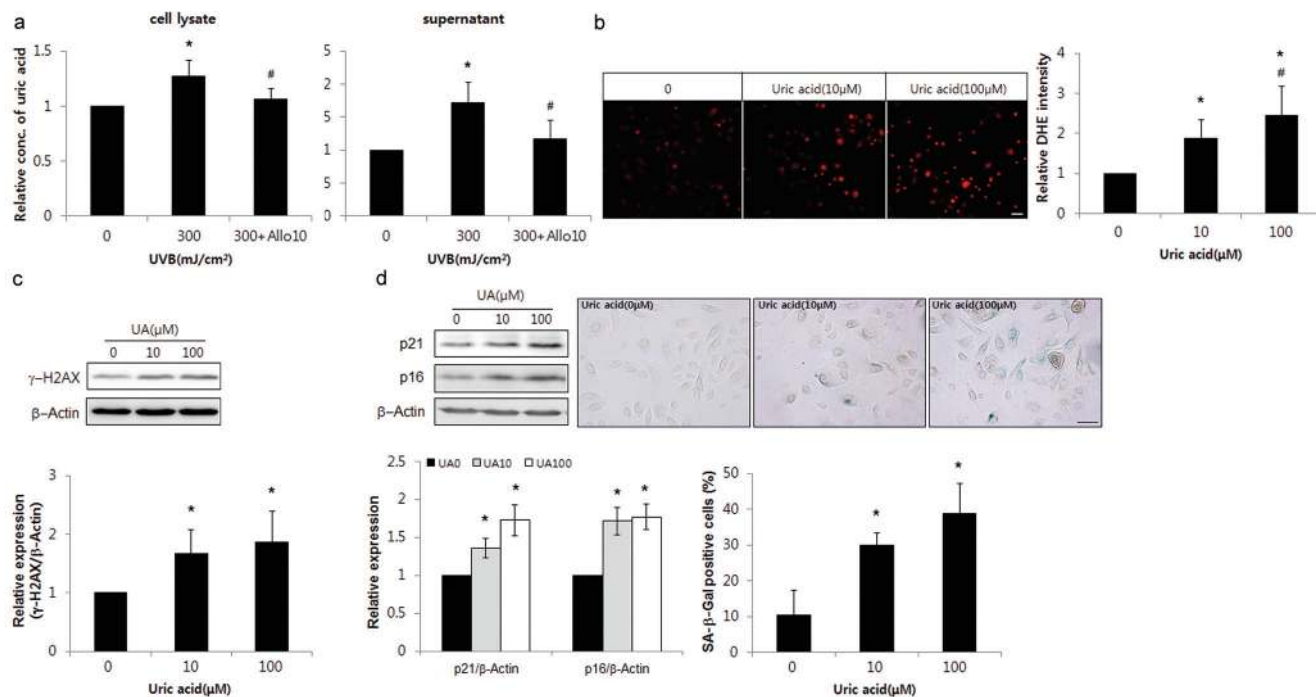 a
cell lysate
Relative conc. of uric acid
1.5
*
#
1
0.5
0
0
300
300+Allo10
UVB(mJ/cm²)
supernatant
5
*
2
#
5
1
5
0
0
300
300+Allo10
UVB(mJ/cm²)
b
0
Uric acid(10μM)
Uric acid(100μM)
Relative DHE intensity
4
*
3
#
*
2
1
0
0
10
100
Uric acid(μM)
c
UA(μM)
0 10 100
γ–H2AX
β–Actin
Relative expression
(γ-H2AX/β-Actin)
3
*
*
2
1
0
0
10
100
Uric acid(μM)
d
UA(μM)
0 10 100
p21
p16
β–Actin
Uric acid(0μM)
Uric acid(10μM)
Uric acid(100μM)
Relative expression
2.5
UA0 UA10 UA100
2
*
*
*
*
1.5
1
0.5
0
p21/β-Actin
p16/β-Actin
SA-β-Gal positive cells (%)
50
*
40
*
30
20
10
0
0
10
100
Uric acid(μM)